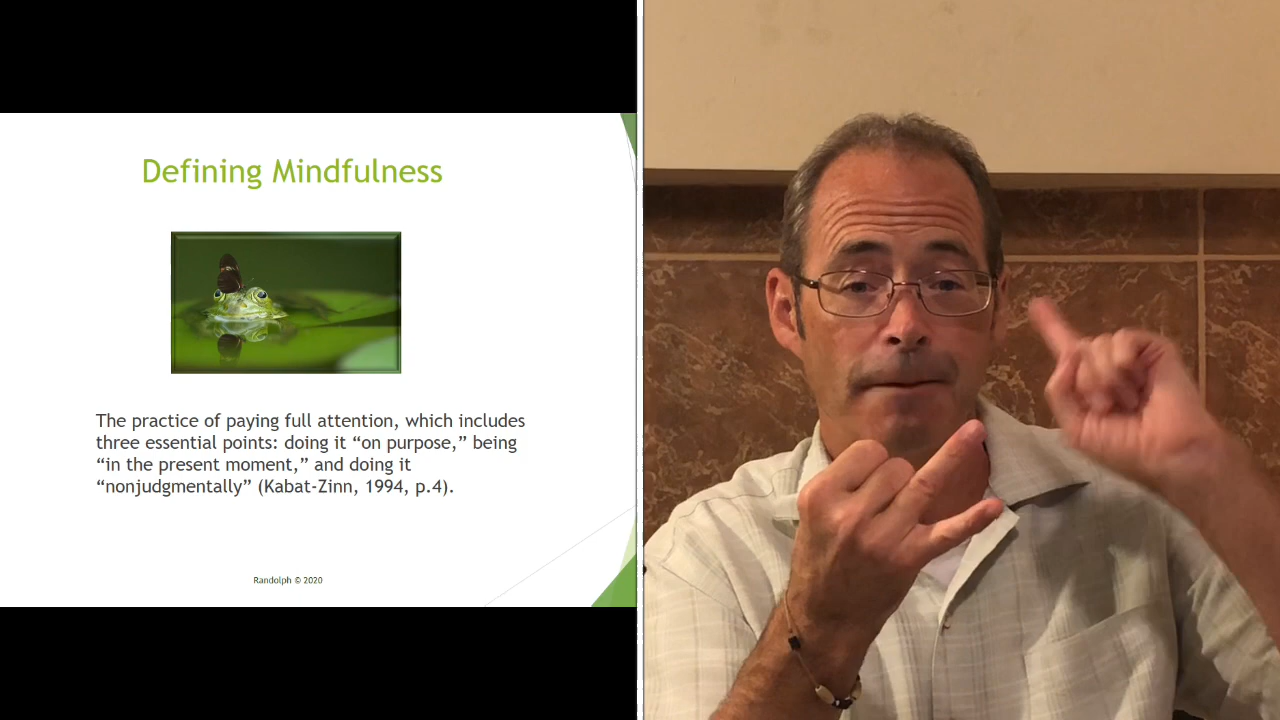 Defining Mindfulness
The practice of paying full attention, which includes
three essential points: doing it “on purpose,” being
“in the present moment,” and doing it
“nonjudgmentally” (Kabat-Zinn, 1994, p.4).
Randolph © 2020